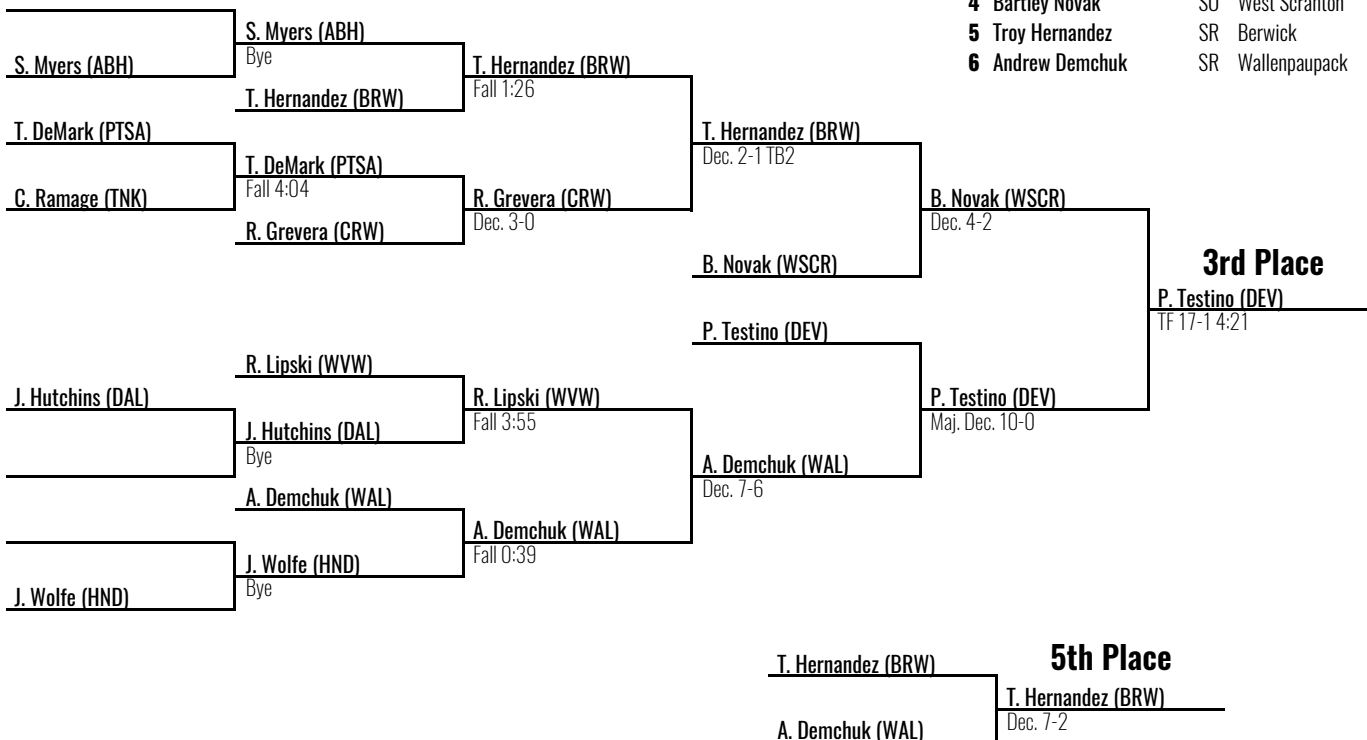 4 Bartley Novak SO West Scranton
5 Troy Hernandez SR Berwick
6 Andrew Demchuk SR Wallenpaupack
S. Myers (ABH)
Bye
S. Myers (ABH)
T. Hernandez (BRW)
Fall 1:26
T. Hernandez (BRW)
T. DeMark (PTSA)
T. Hernandez (BRW)
Dec. 2-1 TB2
T. DeMark (PTSA)
Fall 4:04
C. Ramage (TNK)
R. Grevera (CRW)
Dec. 3-0
B. Novak (WSCR)
Dec. 4-2
R. Grevera (CRW)
B. Novak (WSCR)
3rd Place
P. Testino (DEV)
TF 17-1 4:21
P. Testino (DEV)
R. Lipski (WVW)
J. Hutchins (DAL)
R. Lipski (WVW)
Fall 3:55
P. Testino (DEV)
Maj. Dec. 10-0
J. Hutchins (DAL)
Bye
A. Demchuk (WAL)
Dec. 7-6
A. Demchuk (WAL)
A. Demchuk (WAL)
Fall 0:39
J. Wolfe (HND)
Bye
J. Wolfe (HND)
5th Place
T. Hernandez (BRW)
T. Hernandez (BRW)
Dec. 7-2
A. Demchuk (WAL)